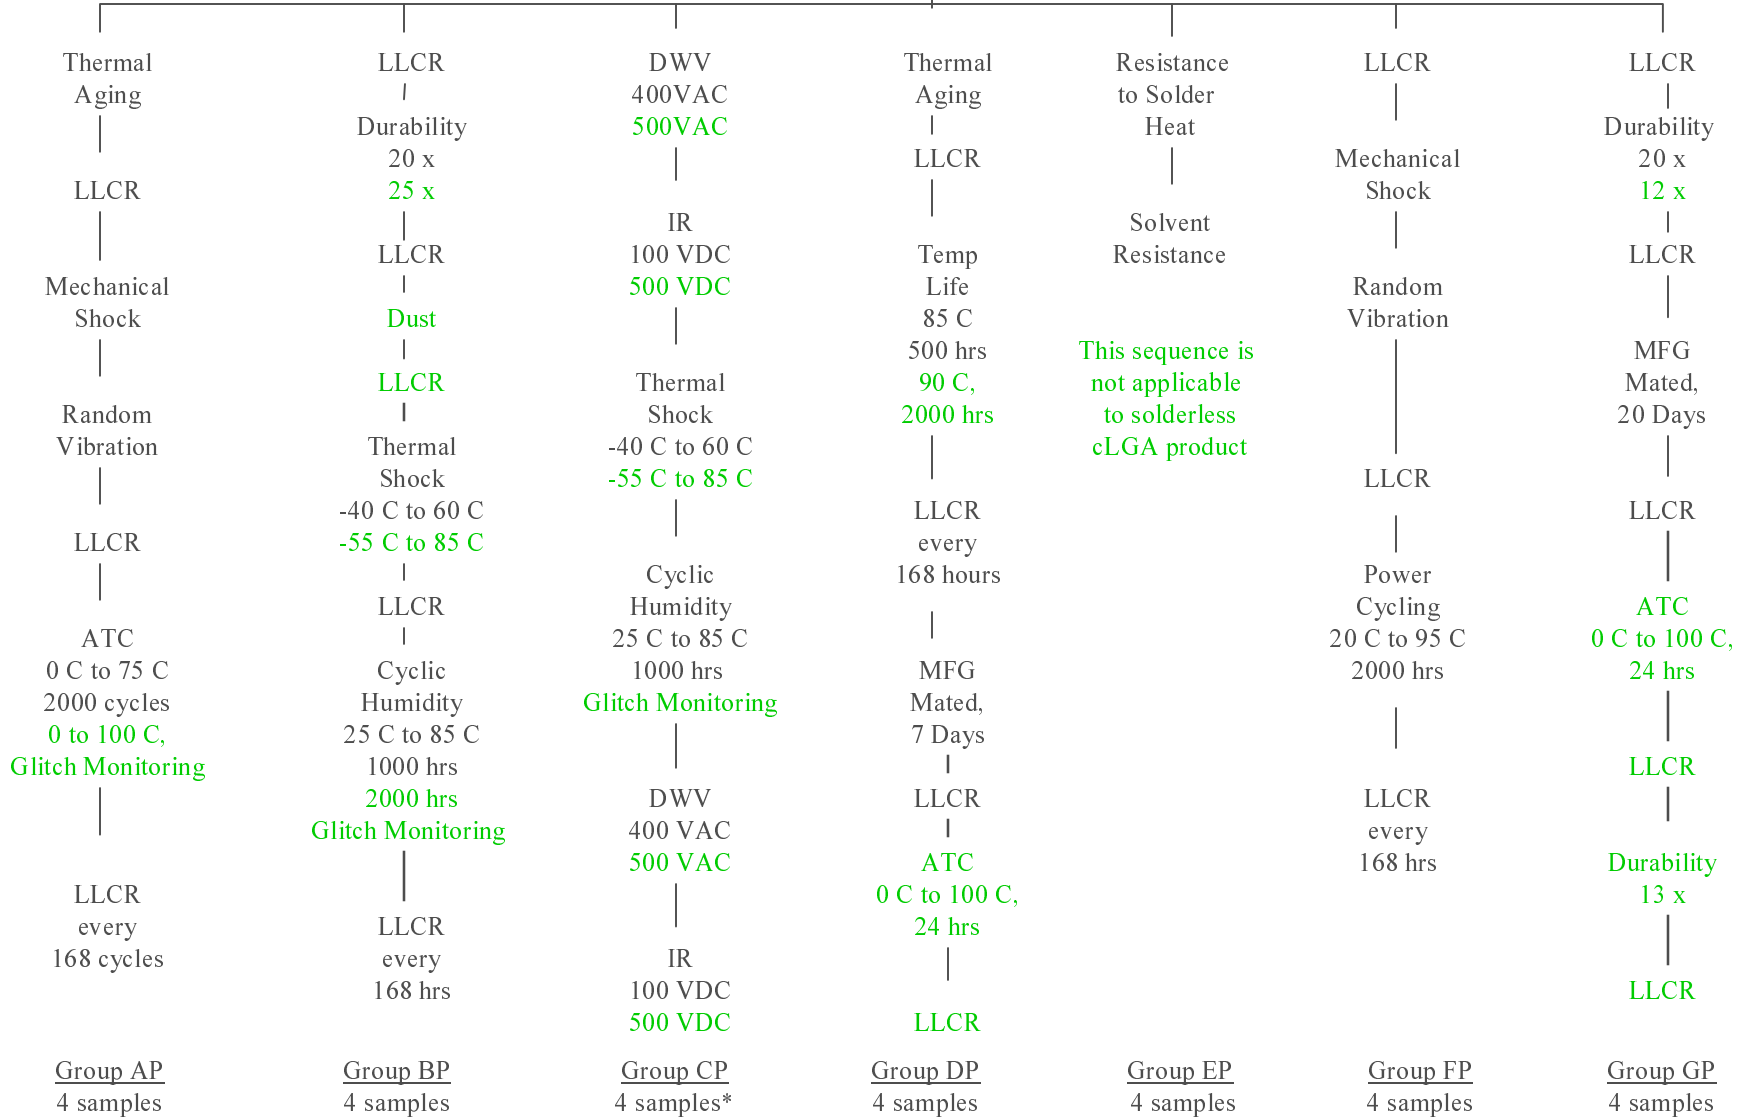 Thermal
Aging
LLCR
Mechanical
Shock
Random
Vibration
LLCR
ATC
0 C to 75 C
2000 cycles
0 to 100 C,
Glitch Monitoring
LLCR
every
168 cycles
Group AP
4 samples
LLCR
Durability
20 x
25 x
LLCR
Dust
LLCR
Thermal
Shock
-40 C to 60 C
-55 C to 85 C
LLCR
Cyclic
Humidity
25 C to 85 C
1000 hrs
2000 hrs
Glitch Monitoring
LLCR
every
168 hrs
Group BP
4 samples
DWV
400VAC
500VAC
IR
100 VDC
500 VDC
Thermal
Shock
-40 C to 60 C
-55 C to 85 C
Cyclic
Humidity
25 C to 85 C
1000 hrs
Glitch Monitoring
DWV
400 VAC
500 VAC
IR
100 VDC
500 VDC
Group CP
4 samples*
Thermal
Aging
LLCR
Temp
Life
85 C
500 hrs
90 C,
2000 hrs
LLCR
every
168 hours
MFG
Mated,
7 Days
LLCR
ATC
0 C to 100 C,
24 hrs
LLCR
Group DP
4 samples
Resistance
to Solder
Heat
Solvent
Resistance
This sequence is
not applicable
to solderless
cLGA product
Group EP
4 samples
LLCR
Mechanical
Shock
Random
Vibration
LLCR
Power
Cycling
20 C to 95 C
2000 hrs
LLCR
every
168 hrs
Group FP
4 samples
LLCR
Durability
20 x
12 x
LLCR
MFG
Mated,
20 Days
LLCR
ATC
0 C to 100 C,
24 hrs
LLCR
Durability
13 x
LLCR
Group GP
4 samples